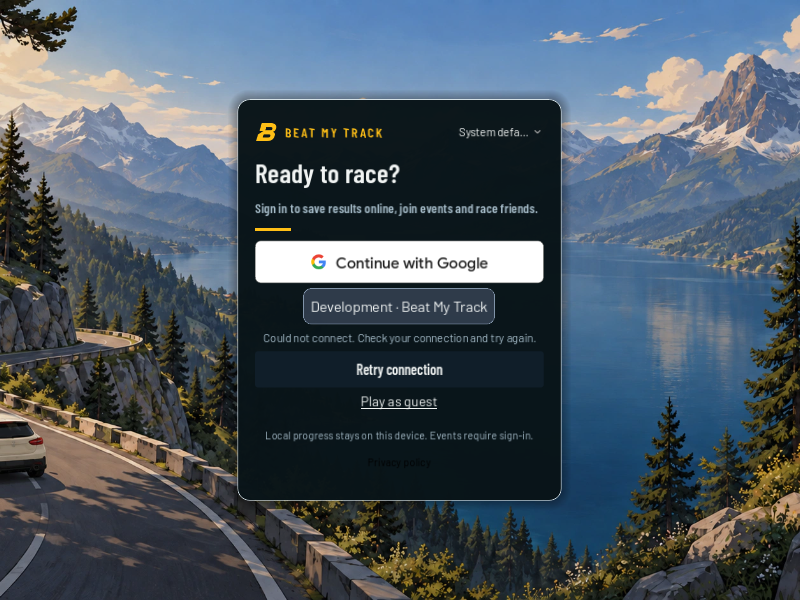 BEAT MY TRACK
System defa...
Ready to race?
Sign in to save results online, join events and race friends.
Continue with Google
Development · Beat My Track
Could not connect. Check your connection and try again.
Retry connection
Play as guest
Local progress stays on this device. Events require sign-in.
Privacy policy